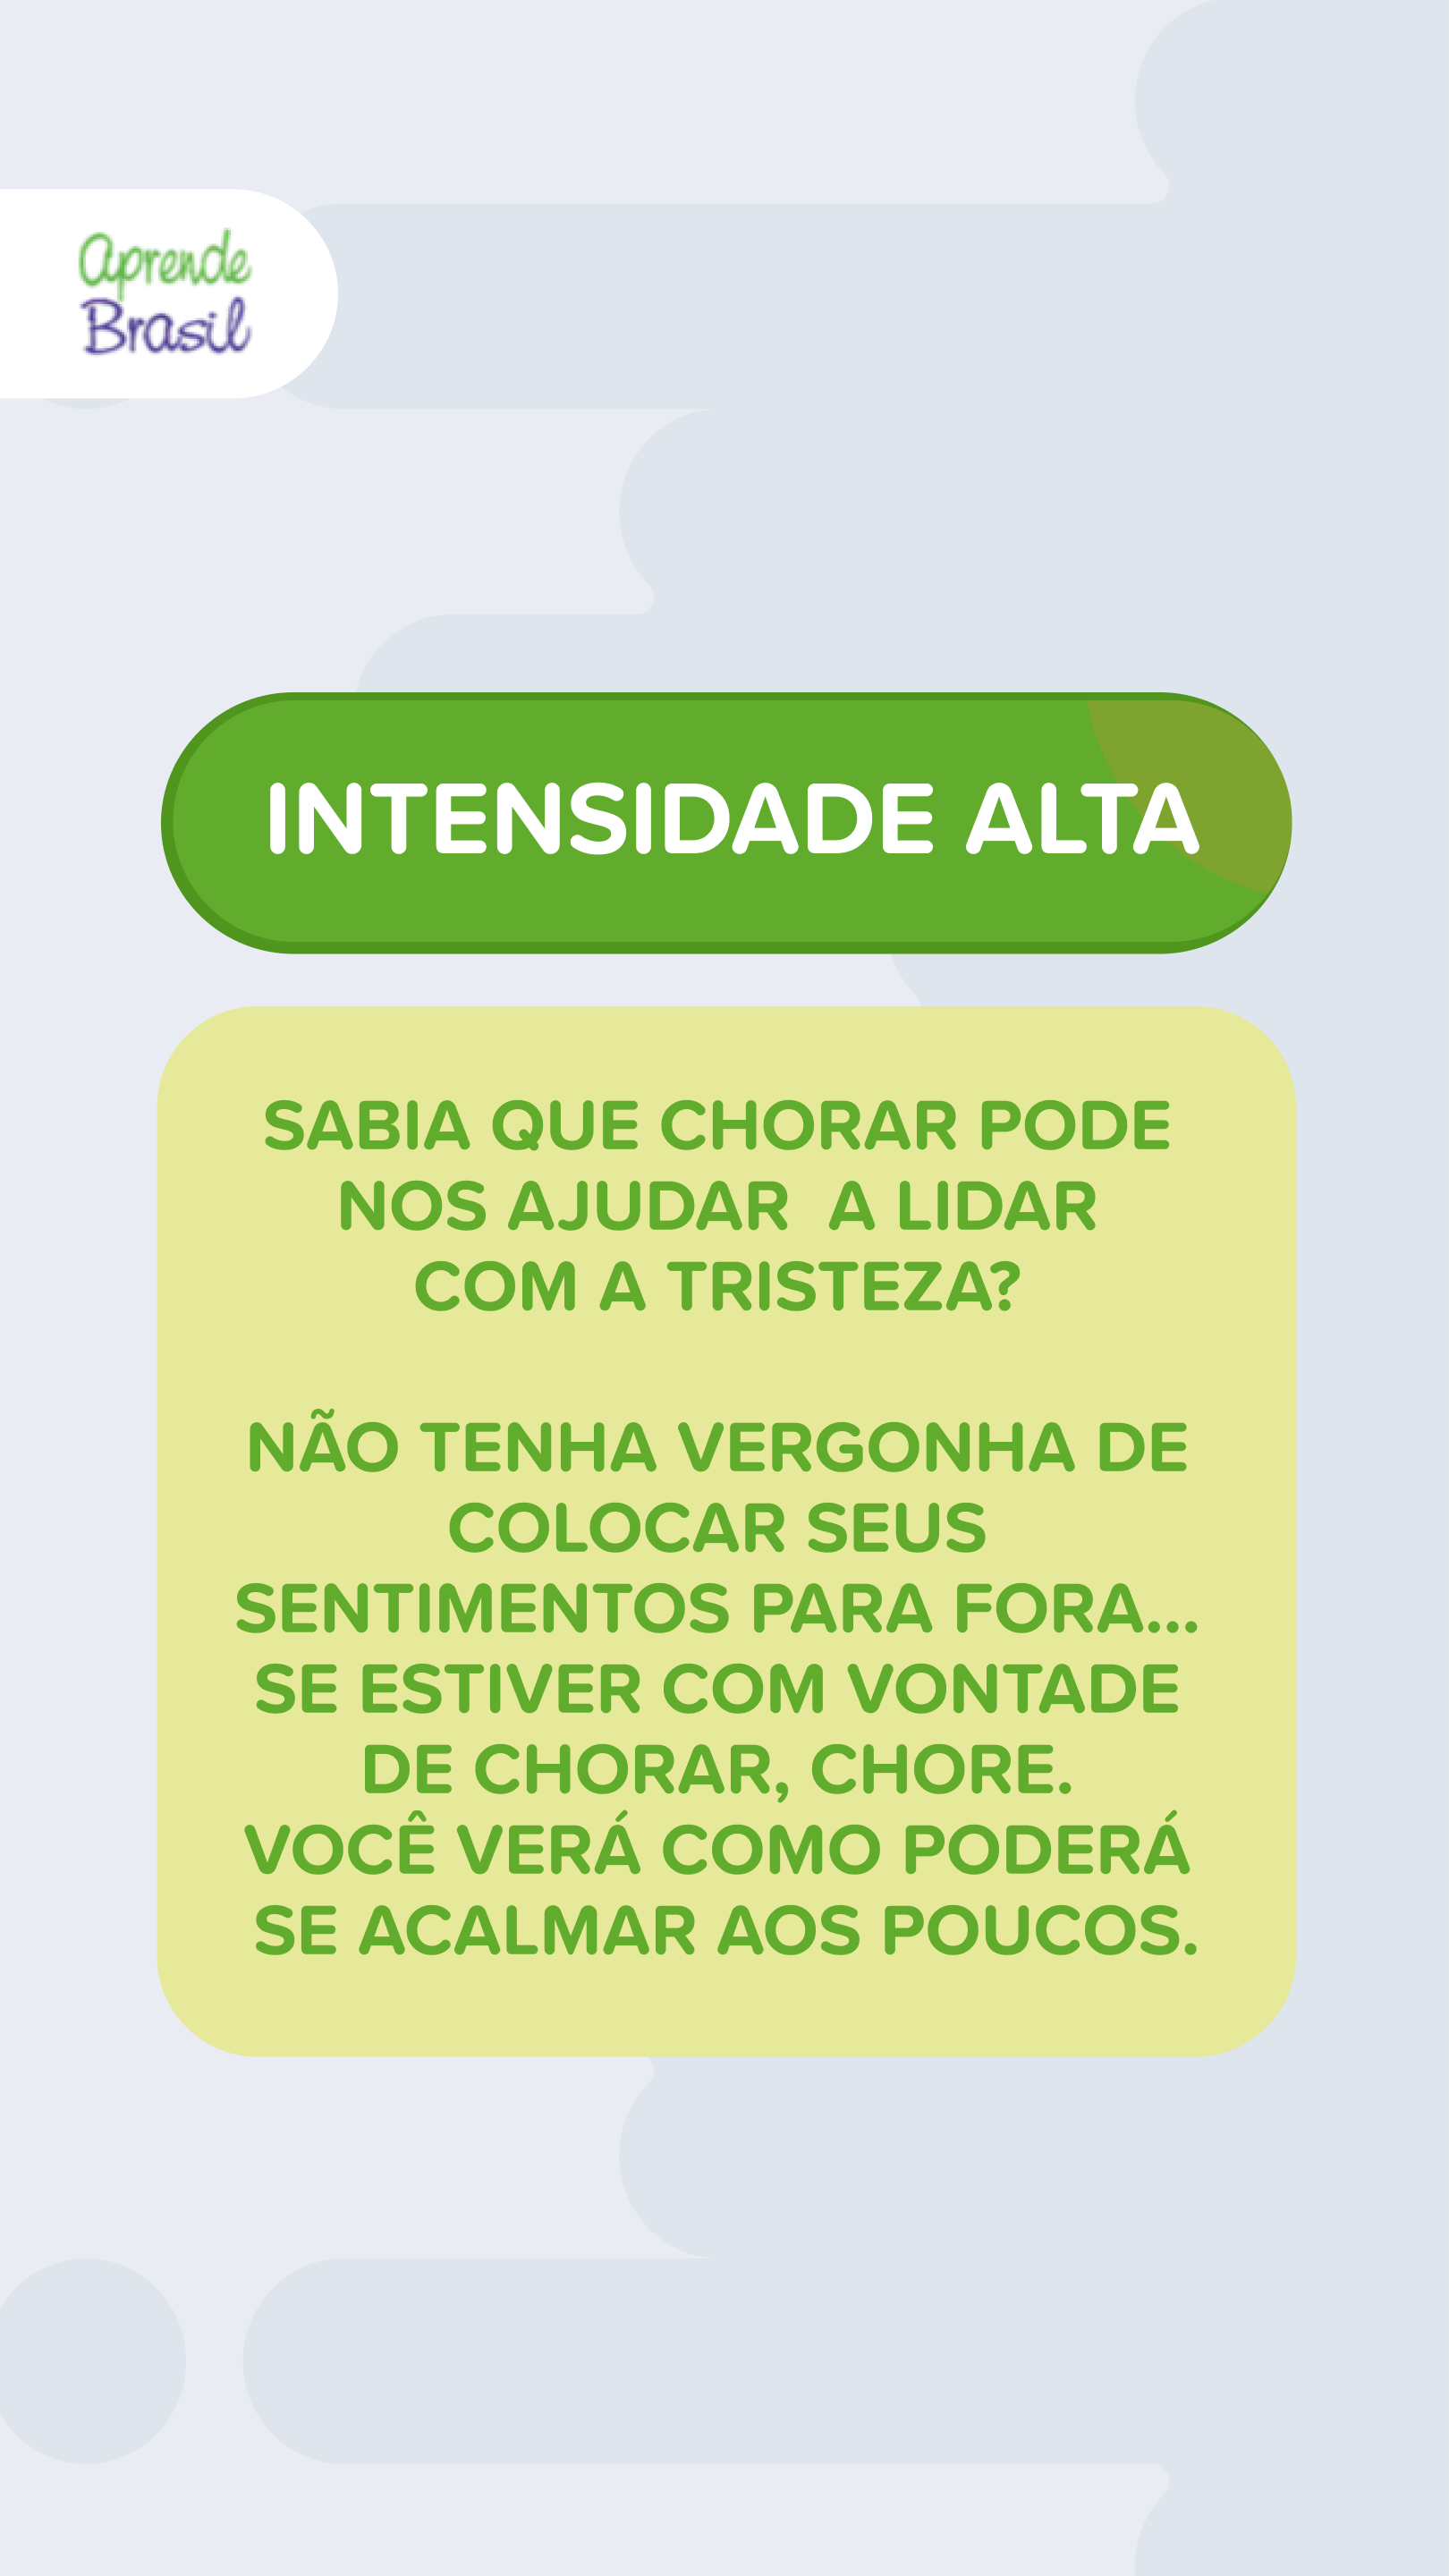 aprende
Brasil
INTENSIDADE ALTA
SABIA QUE CHORAR PODE
NOS AJUDAR A LIDAR
COM A TRISTEZA?
NÃO TENHA VERGONHA DE
COLOCAR SEUS
SENTIMENTOS PARA FORA...
SE ESTIVER COM VONTADE
DE CHORAR, CHORE.
VOCÊ VERÁ COMO PODERÁ
SE ACALMAR AOS POUCOS.